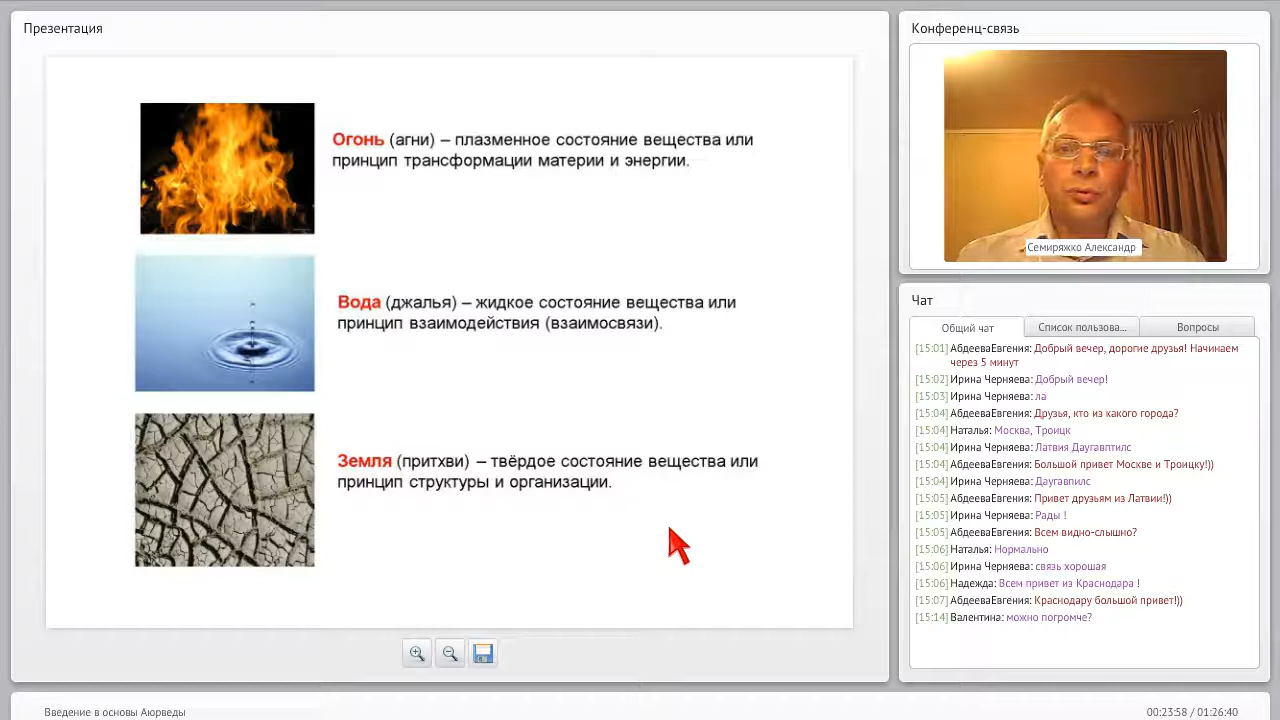 Презентация
Огонь (агни) – плазменное состояние вещества или
принцип трансформации материи и энергии.
Вода (джалья) – жидкое состояние вещества или
принцип взаимодействия (взаимосвязи).
Земля (притхви) – твёрдое состояние вещества или
принцип структуры и организации.
Конференц-связь
Семиряжко Александр
Чат
Общий чат
Список пользова...
Вопросы
[15:01] АбдееваЕвгения: Добрый вечер, дорогие друзья! Начинаем
через 5 минут
[15:02] Ирина Черняева: Добрый вечер!
[15:03] Ирина Черняева: ла
[15:04] АбдееваЕвгения: Друзья, кто из какого города?
[15:04] Наталья: Москва, Троицк
[15:04] Ирина Черняева: Латвия Даугавптилс
[15:04] АбдееваЕвгения: Большой привет Москве и Троицку!))
[15:04] Ирина Черняева: Даугавпилс
[15:05] АбдееваЕвгения: Привет друзьям из Латвии!))
[15:05] Ирина Черняева: Рады !
[15:05] АбдееваЕвгения: Всем видно-слышно?
[15:06] Наталья: Нормально
[15:06] Ирина Черняева: связь хорошая
[15:06] Надежда: Всем привет из Краснодара !
[15:07] АбдееваЕвгения: Краснодару большой привет!))
[15:14] Валентина: можно погромче?
Введение в основы Аюрведы
00:23:58 / 01:26:40